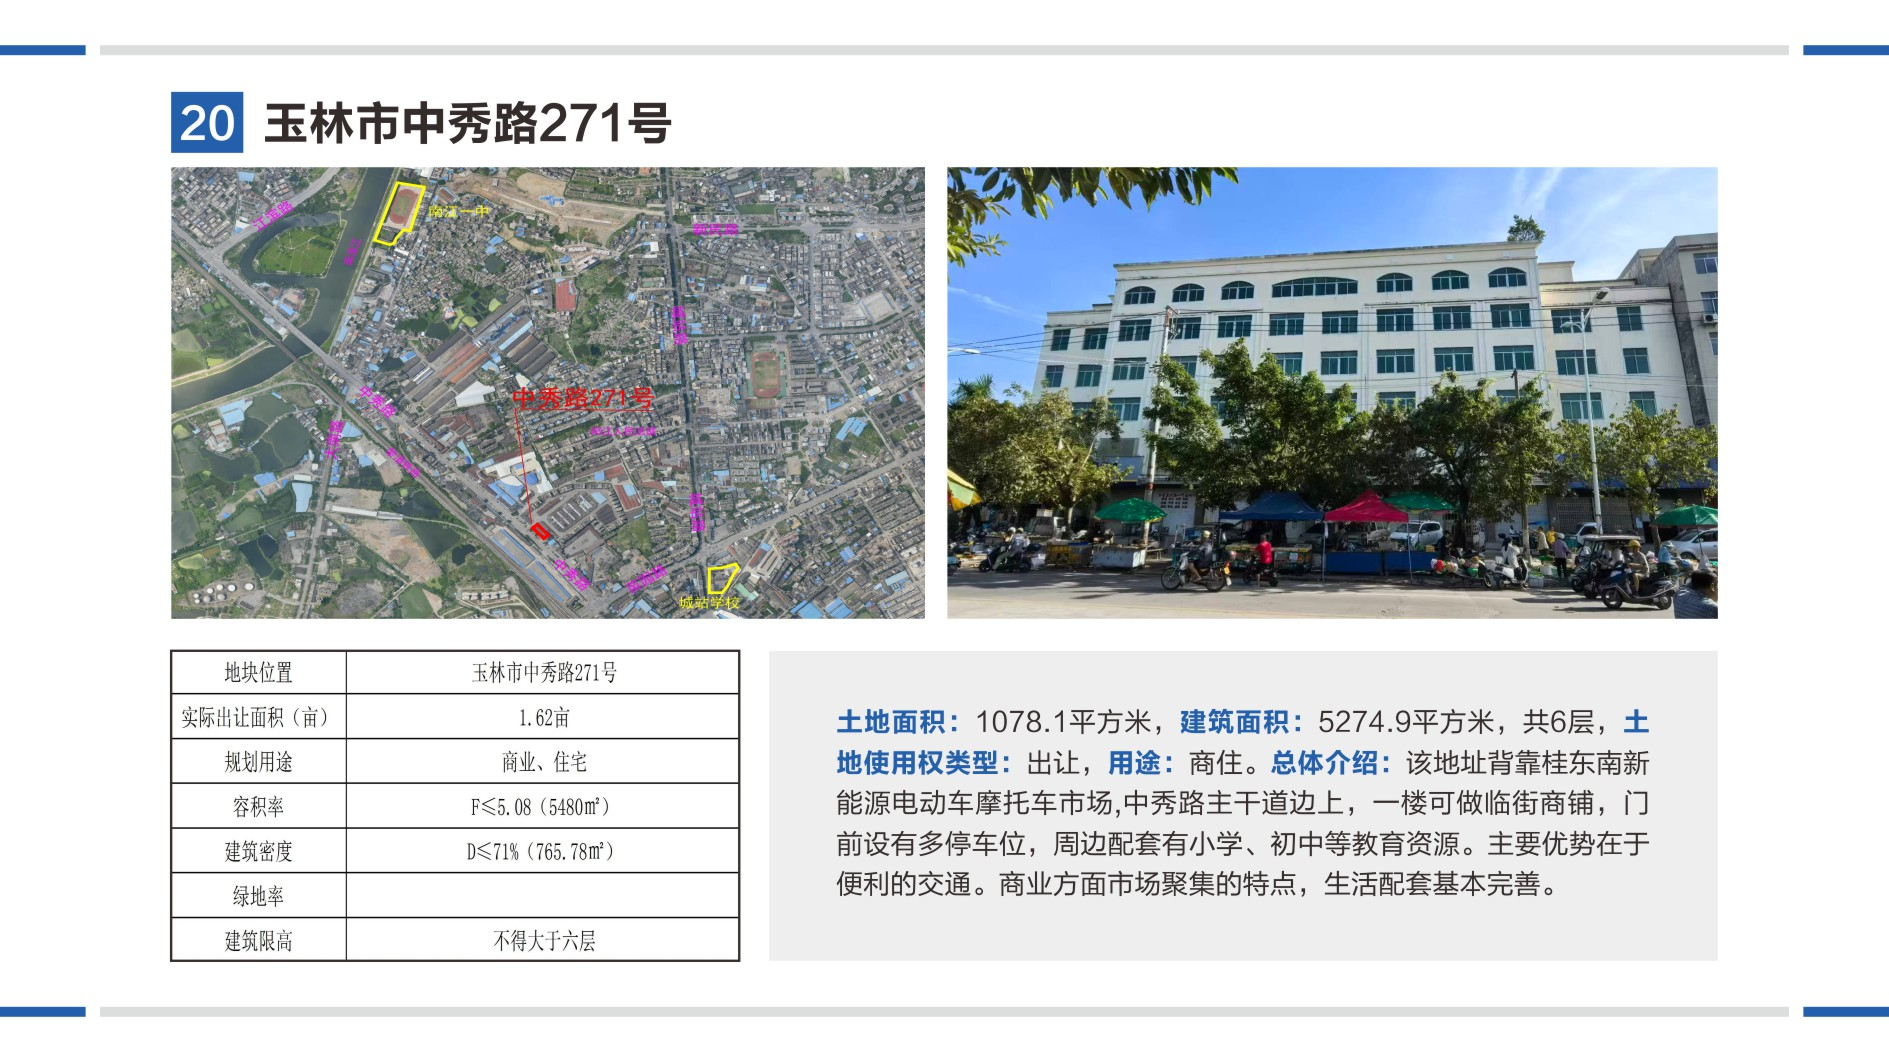 20 玉林市中秀路271号
江滨路
南江一中
中秀路
中秀路271号
中秀路
城站学校
地块位置 玉林市中秀路271号
实际出让面积（亩） 1.62亩
规划用途 商业、住宅
容积率 F≤5.08（5480㎡）
建筑密度 D≤71%（765.78㎡）
绿地率
建筑限高 不得大于六层
土地面积：1078.1平方米，建筑面积：5274.9平方米，共6层，土
地使用权类型：出让，用途：商住。总体介绍：该地址背靠桂东南新
能源电动车摩托车市场,中秀路主干道边上，一楼可做临街商铺，门
前设有多停车位，周边配套有小学、初中等教育资源。主要优势在于
便利的交通。商业方面市场聚集的特点，生活配套基本完善。